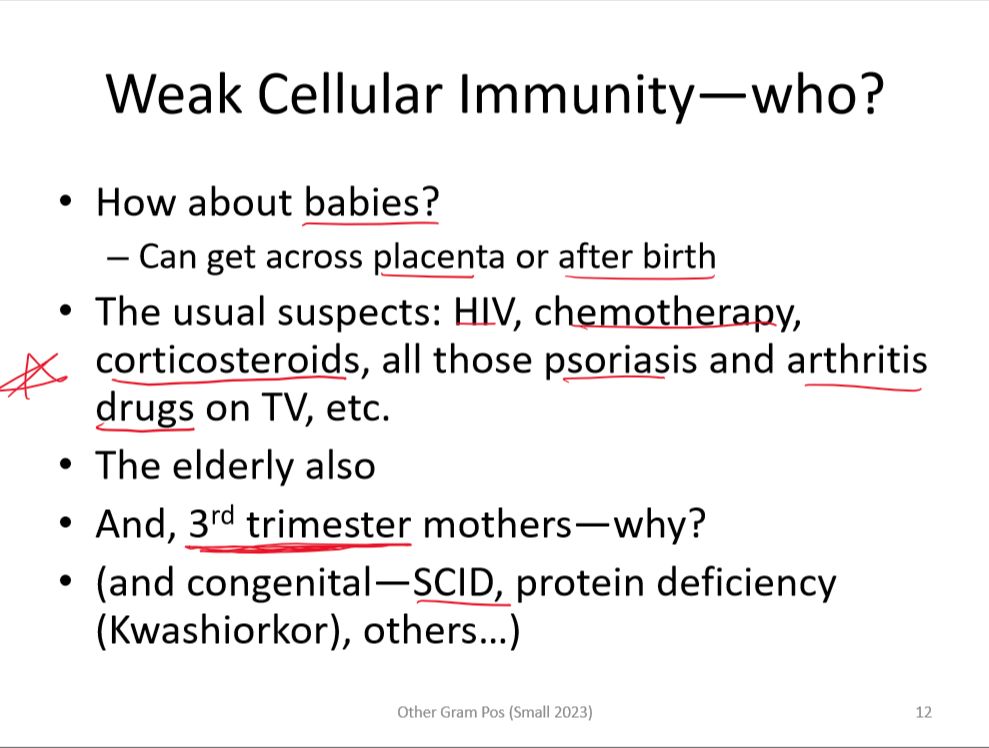 Weak Cellular Immunity—who?
• How about babies?
– Can get across placenta or after birth
• The usual suspects: HIV, chemotherapy,
corticosteroids, all those psoriasis and arthritis
drugs on TV, etc.
• The elderly also
• And, 3rd trimester mothers—why?
• (and congenital—SCID, protein deficiency
(Kwashiorkor), others…)
Other Gram Pos (Small 2023)
12